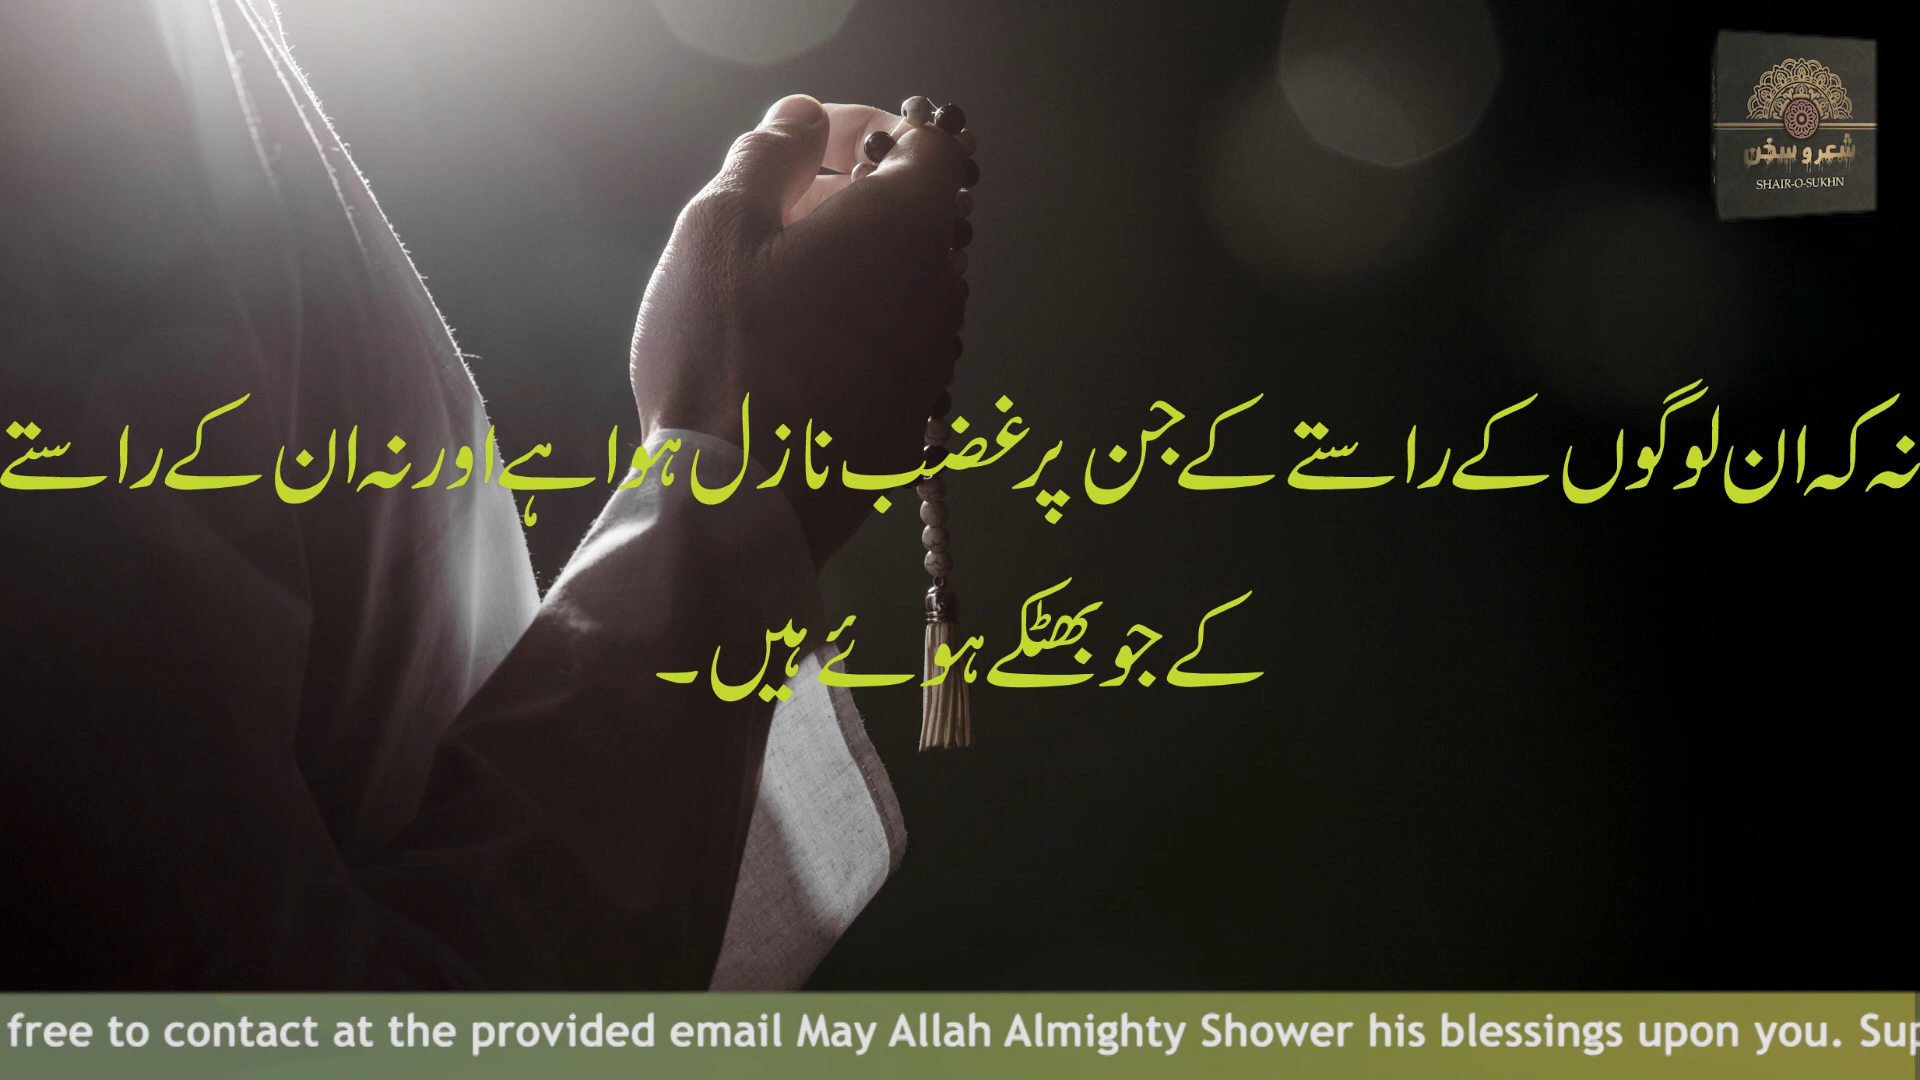 شعر و سخن
SHAIR-O-SUKHN
نہ کہ ان لوگوں کے راستے کے جن پر غضب نازل ہوا ہے اور نہ ان کے راستے
کے جو بھٹکے ہوئے ہیں۔
free to contact at the provided email May Allah Almighty Shower his blessings upon you. Sup